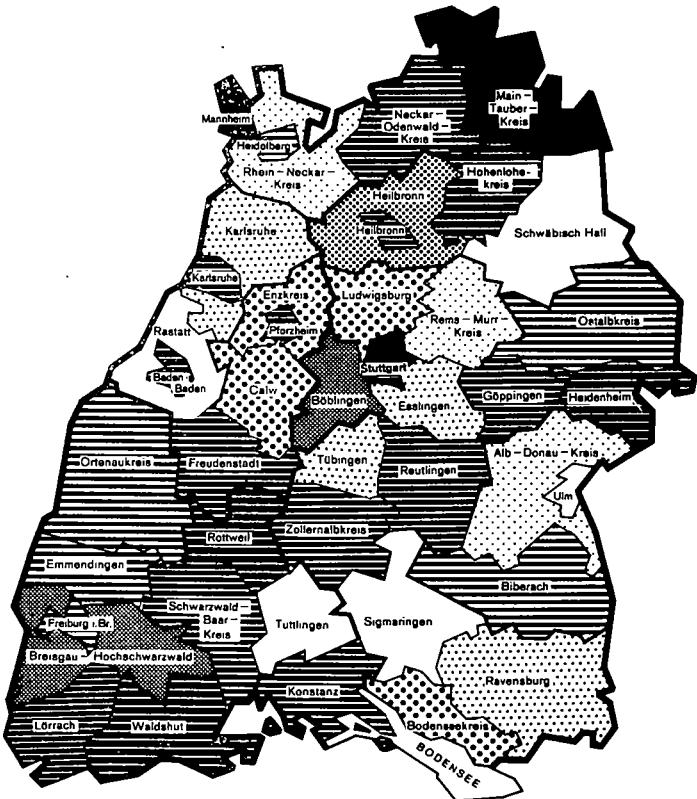 Main –
Tauber –
Kreis
Mannheim
Neckar –
Odenwald –
Kreis
Heidelberg
Rhein – Neckar –
Kreis
Hohenlohe-
kreis
Heilbronn
Heilbronn
Karlsruhe
Schwäbisch Hall
Karlsruhe
Enzkreis
Ludwigsburg
Rems – Murr
Kreis
Ostalbkreis
Rastatt
Pforzheim
Stuttgart
Baden –
Baden
Calw
Böblingen
Esslingen
Göppingen
Heidenheim
Ortenaukreis
Freudenstadt
Tübingen
Reutlingen
Alb – Donau – Kreis
Ulm
Rottweil
Zollernalbkreis
Emmendingen
Biberach
Schwarzwald –
Baar –
Kreis
Freiburg i.Br.
Tuttlingen
Sigmaringen
Breisgau – Hochschwarzwald
Ravensburg
Konstanz
Lörrach
Waldshut
Bodenseekreis
BODENSEE